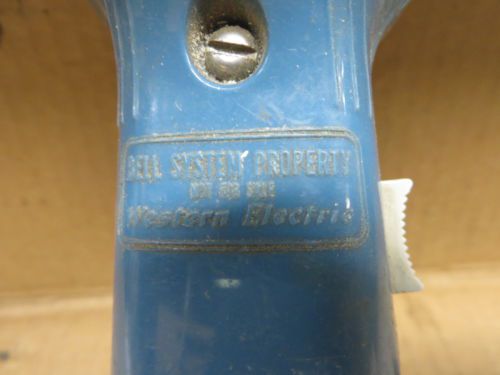 BELL SYSTEM PROPERTY
NOT FOR SALE
Western Electric